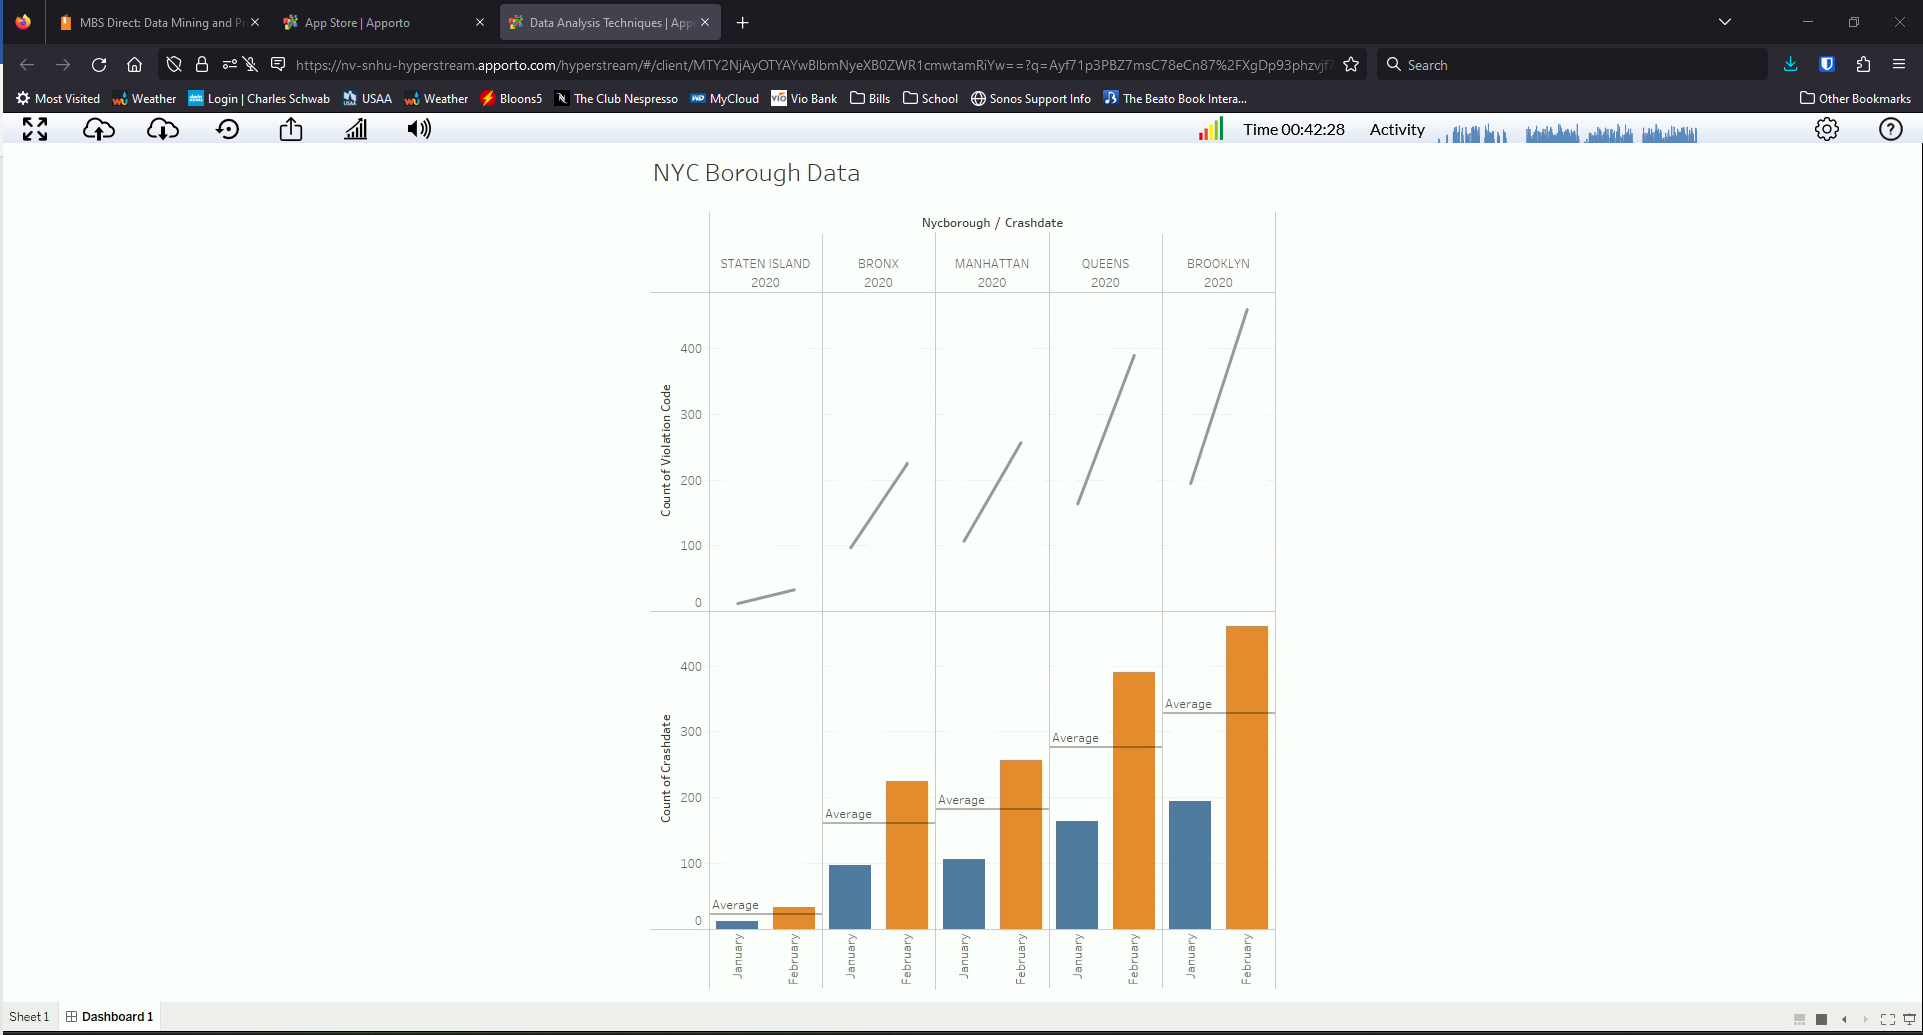 MBS Direct: Data Mining and Pr
App Store | Apporto
Data Analysis Techniques | Appo
https://nv-snhu-hyperstream.apporto.com/hyperstream/#/client/MTY2NjAyOTYAYwBlbmNyeXB0ZWR1cmwtamRiYw==?q=Ayf71p3PBZ7msC78eCn87%2FXgDp93phzvjf7
Search
Most Visited
Weather
Login | Charles Schwab
USAA
Weather
Bloons5
The Club Nespresso
MyCloud
Vio Bank
Bills
School
Sonos Support Info
The Beato Book Intera...
Other Bookmarks
Time 00:42:28
Activity
NYC Borough Data
Nycborough / Crashdate
STATEN ISLAND
BRONX
MANHATTAN
QUEENS
BROOKLYN
2020
2020
2020
2020
2020
Count of Violation Code
400
300
200
100
0
Count of Crashdate
400
300
200
100
0
Average
Average
Average
Average
Average
January
February
January
February
January
February
January
February
January
February
Sheet 1
Dashboard 1